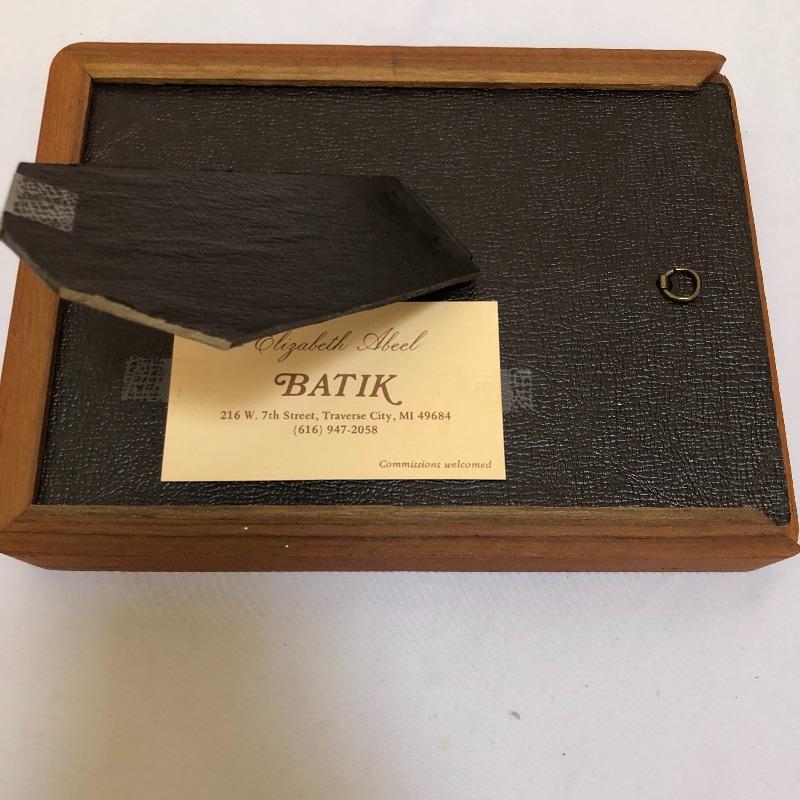 Elizabeth Abeel
BATIK
216 W. 7th Street, Traverse City, MI 49684
(616) 947-2058
Commissions welcomed